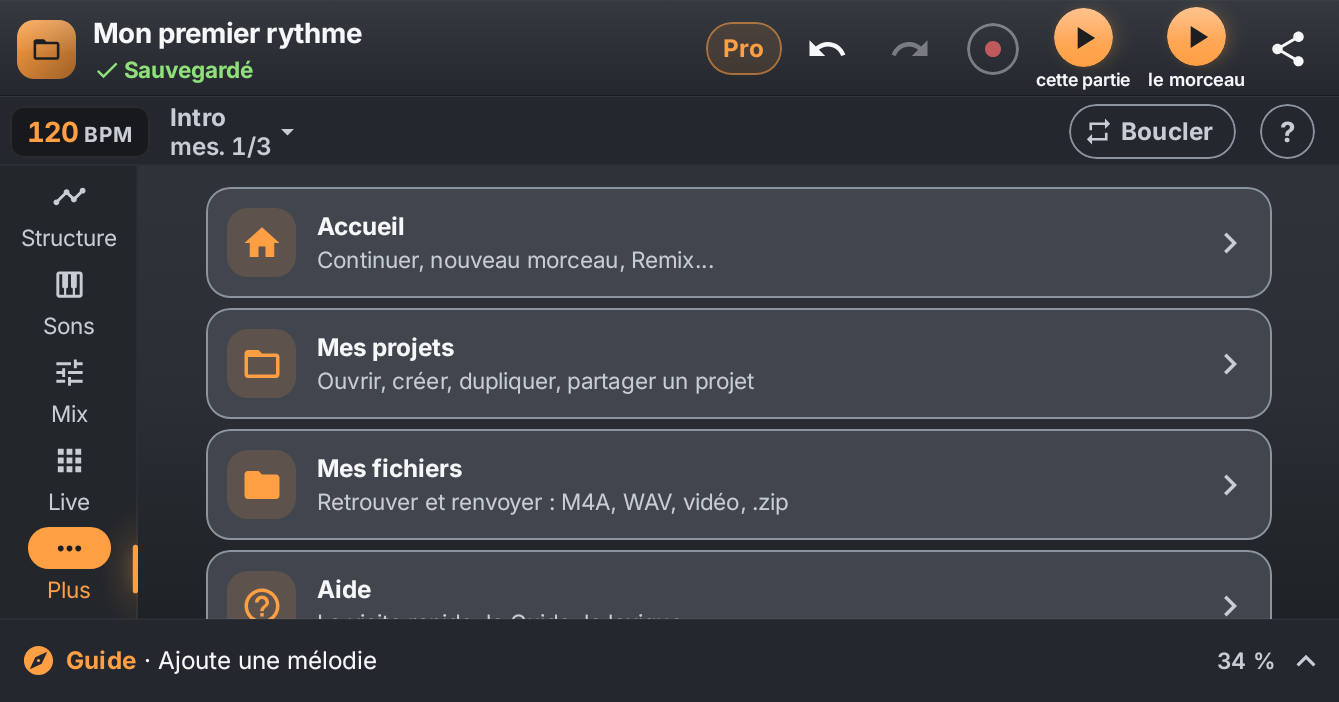 Mon premier rythme
Sauvegardé
Pro
cette partie
le morceau
120 BPM
Intro
mes. 1/3
Boucler
?
Structure
Sons
Mix
Live
Plus
Accueil
Continuer, nouveau morceau, Remix...
Mes projets
Ouvrir, créer, dupliquer, partager un projet
Mes fichiers
Retrouver et renvoyer : M4A, WAV, vidéo, .zip
Aide
Guide · Ajoute une mélodie
34 %